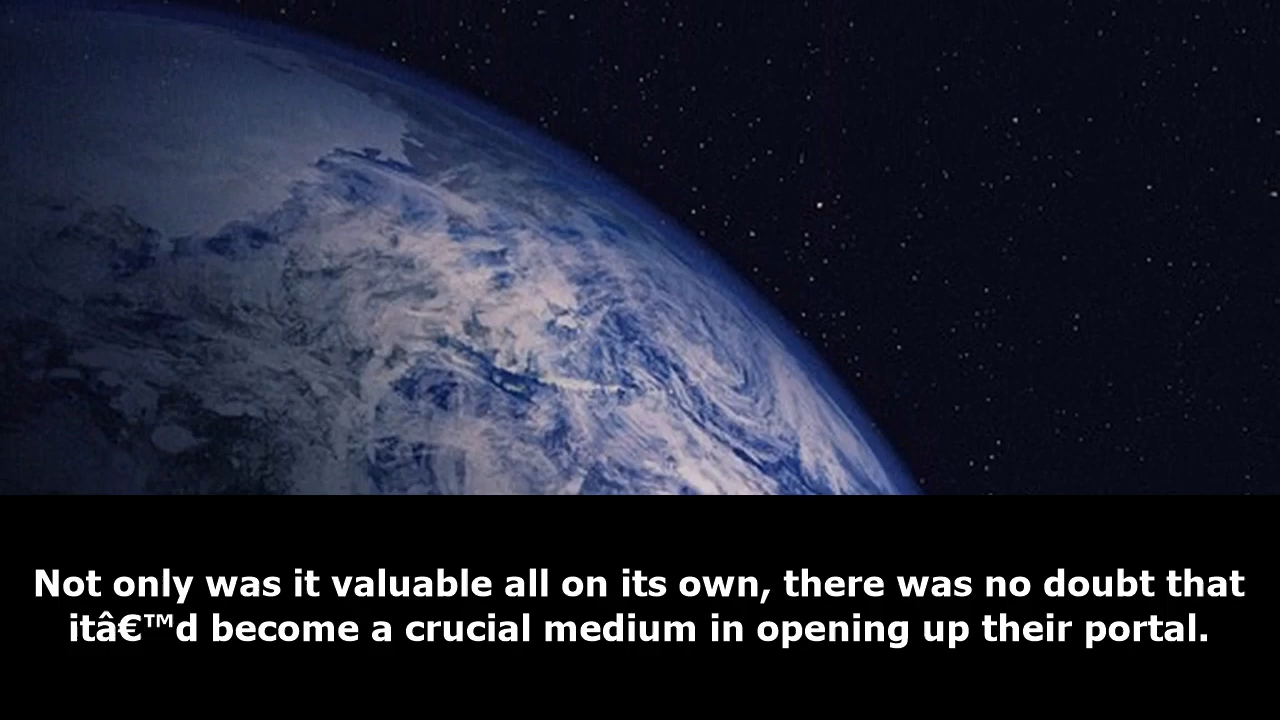 Not only was it valuable all on its own, there was no doubt that
itâ€™d become a crucial medium in opening up their portal.